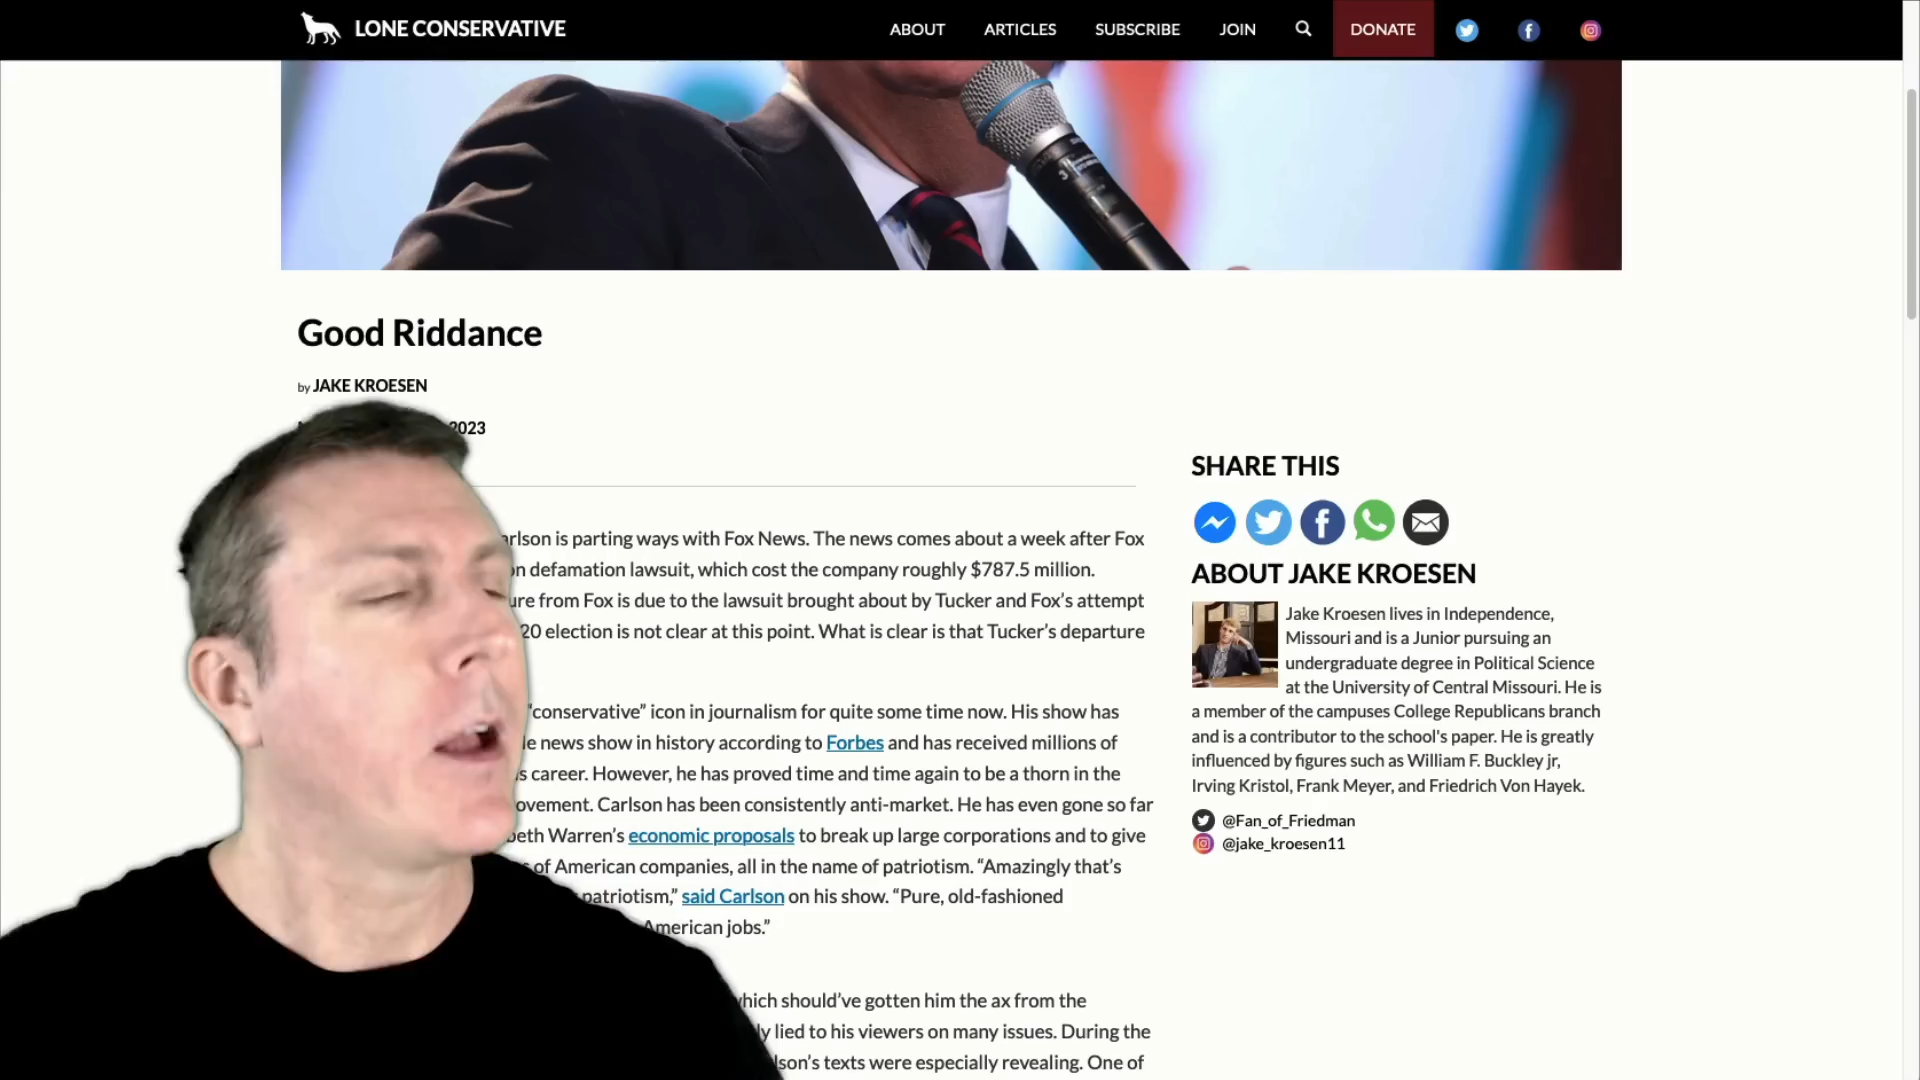 LONE CONSERVATIVE
ABOUT ARTICLES SUBSCRIBE JOIN DONATE
Good Riddance
by JAKE KROESEN
2023
SHARE THIS
is parting ways with Fox News. The news comes about a week after Fox
defamation lawsuit, which cost the company roughly $787.5 million.
from Fox is due to the lawsuit brought about by Tucker and Fox’s attempt
20 election is not clear at this point. What is clear is that Tucker’s departure
“conservative” icon in journalism for quite some time now. His show has
news show in history according to Forbes and has received millions of
career. However, he has proved time and time again to be a thorn in the
Carlson has been consistently anti-market. He has even gone so far
Warren’s economic proposals to break up large corporations and to give
of American companies, all in the name of patriotism. “Amazingly that’s
patriotism,” said Carlson on his show. “Pure, old-fashioned
American jobs.”
which should’ve gotten him the ax from the
lied to his viewers on many issues. During the
texts were especially revealing. One of
ABOUT JAKE KROESEN
Jake Kroesen lives in Independence,
Missouri and is a Junior pursuing an
undergraduate degree in Political Science
at the University of Central Missouri. He is
a member of the campuses College Republicans branch
and is a contributor to the school's paper. He is greatly
influenced by figures such as William F. Buckley jr,
Irving Kristol, Frank Meyer, and Friedrich Von Hayek.
@Fan_of_Friedman
@jake_kroesen11